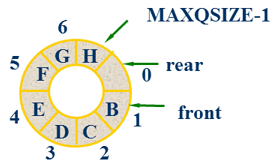 6 MAXQSIZE-1
G H
5 F rear
0
E B front
4 1
D C
3 2